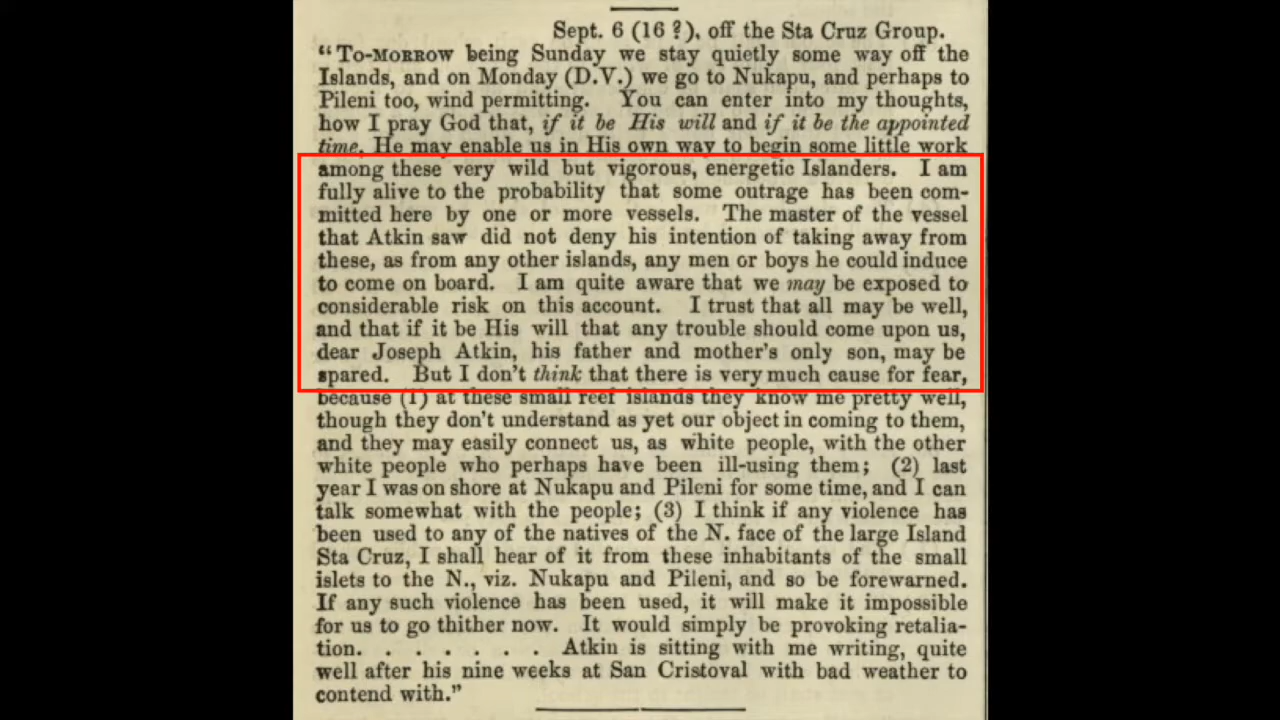 Sept. 6 (16 ?), off the Sta Cruz Group.
“To-morrow being Sunday we stay quietly some way off the
Islands, and on Monday (D.V.) we go to Nukapu, and perhaps to
Pileni too, wind permitting. You can enter into my thoughts,
how I pray God that, if it be His will and if it be the appointed
time, He may enable us in His own way to begin some little work
among these very wild but vigorous, energetic Islanders. I am
fully alive to the probability that some outrage has been com-
mitted here by one or more vessels. The master of the vessel
that Atkin saw did not deny his intention of taking away from
these, as from any other islands, any men or boys he could induce
to come on board. I am quite aware that we may be exposed to
considerable risk on this account. I trust that all may be well,
and that if it be His will that any trouble should come upon us,
dear Joseph Atkin, his father and mother's only son, may be
spared. But I don't think that there is very much cause for fear,
because (1) at these small reef islands they know me pretty well,
though they don't understand as yet our object in coming to them,
and they may easily connect us, as white people, with the other
white people who perhaps have been ill-using them; (2) last
year I was on shore at Nukapu and Pileni for some time, and I can
talk somewhat with the people; (3) I think if any violence has
been used to any of the natives of the N. face of the large Island
Sta Cruz, I shall hear of it from these inhabitants of the small
islets to the N., viz. Nukapu and Pileni, and so be forewarned.
If any such violence has been used, it will make it impossible
for us to go thither now. It would simply be provoking retalia-
tion. . . . . . . . Atkin is sitting with me writing, quite
well after his nine weeks at San Cristoval with bad weather to
contend with.”